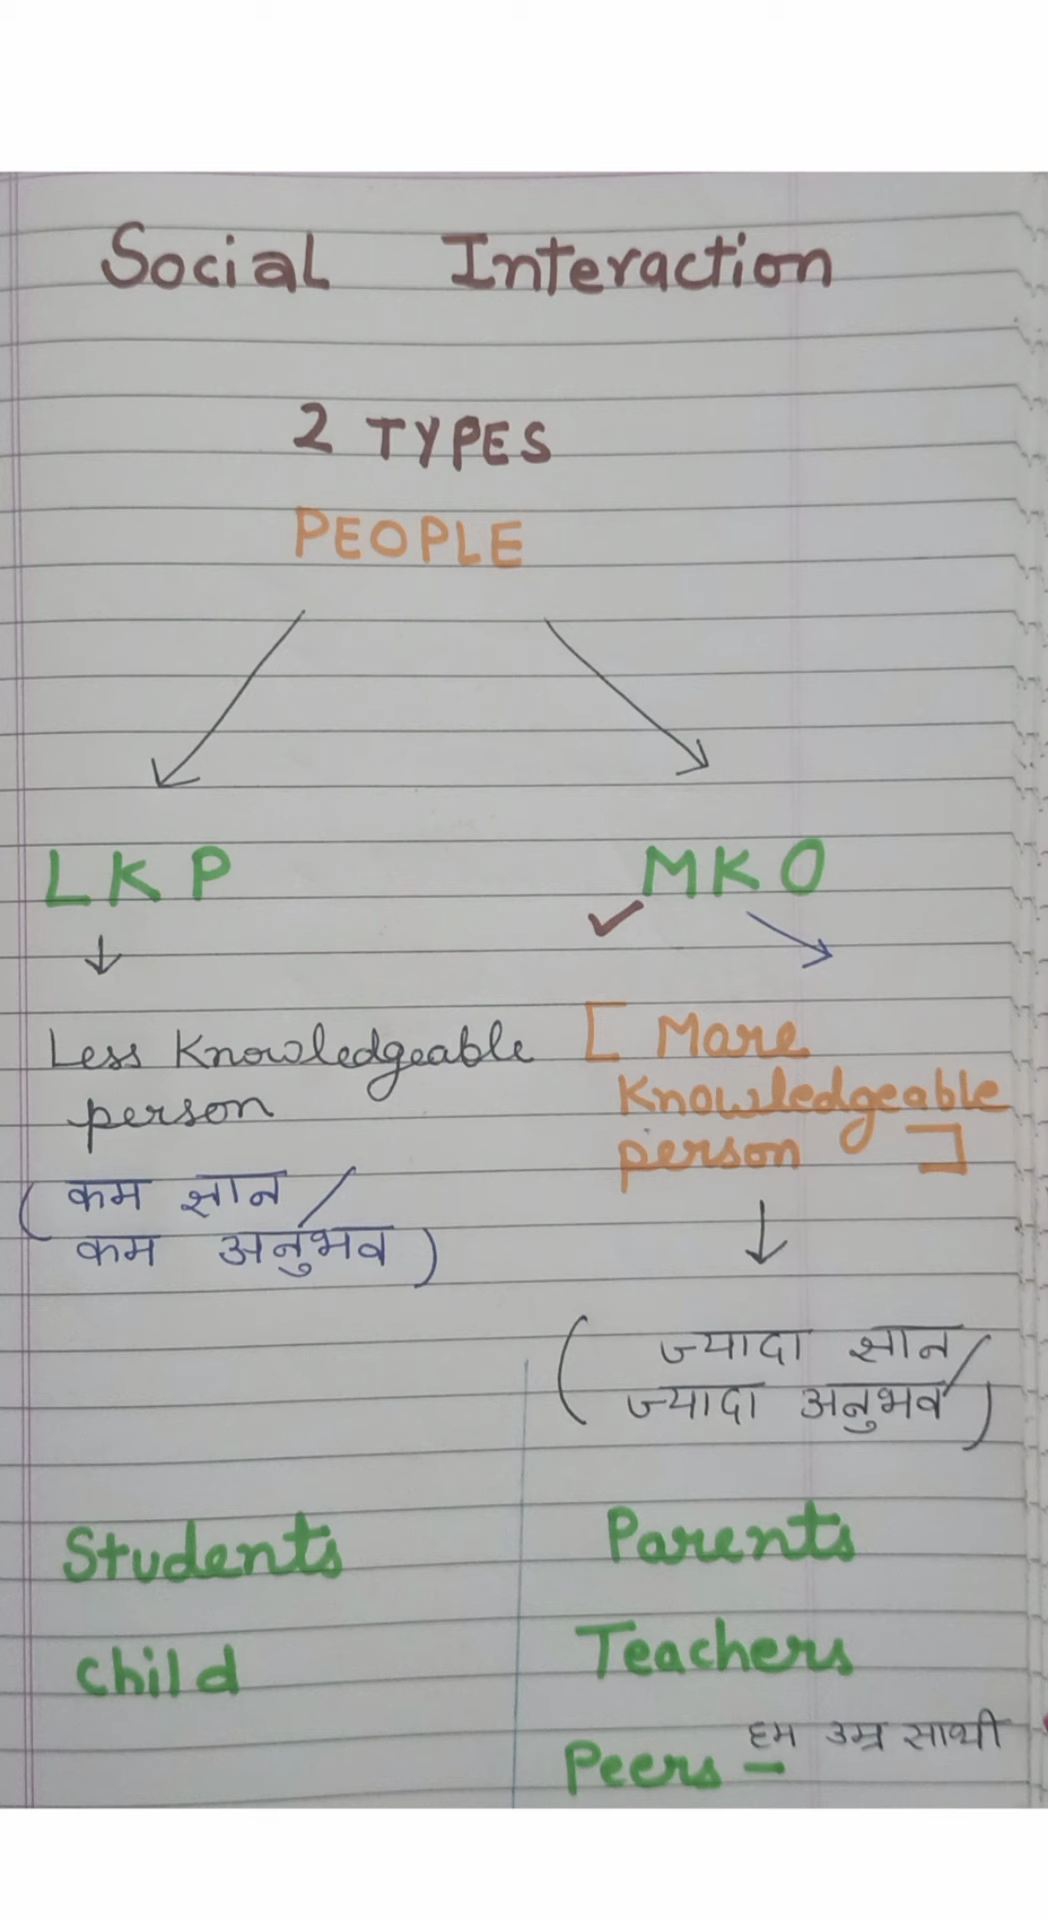 Social Interaction
2 TYPES
PEOPLE
LKP
MKO
Less Knowledgeable
person
(कम ज्ञान /
कम अनुभव)
[More
Knowledgeable
person]
(ज्यादा ज्ञान/
ज्यादा अनुभव)
Students
Child
Parents
Teachers
Peers - हम उम्र साथी